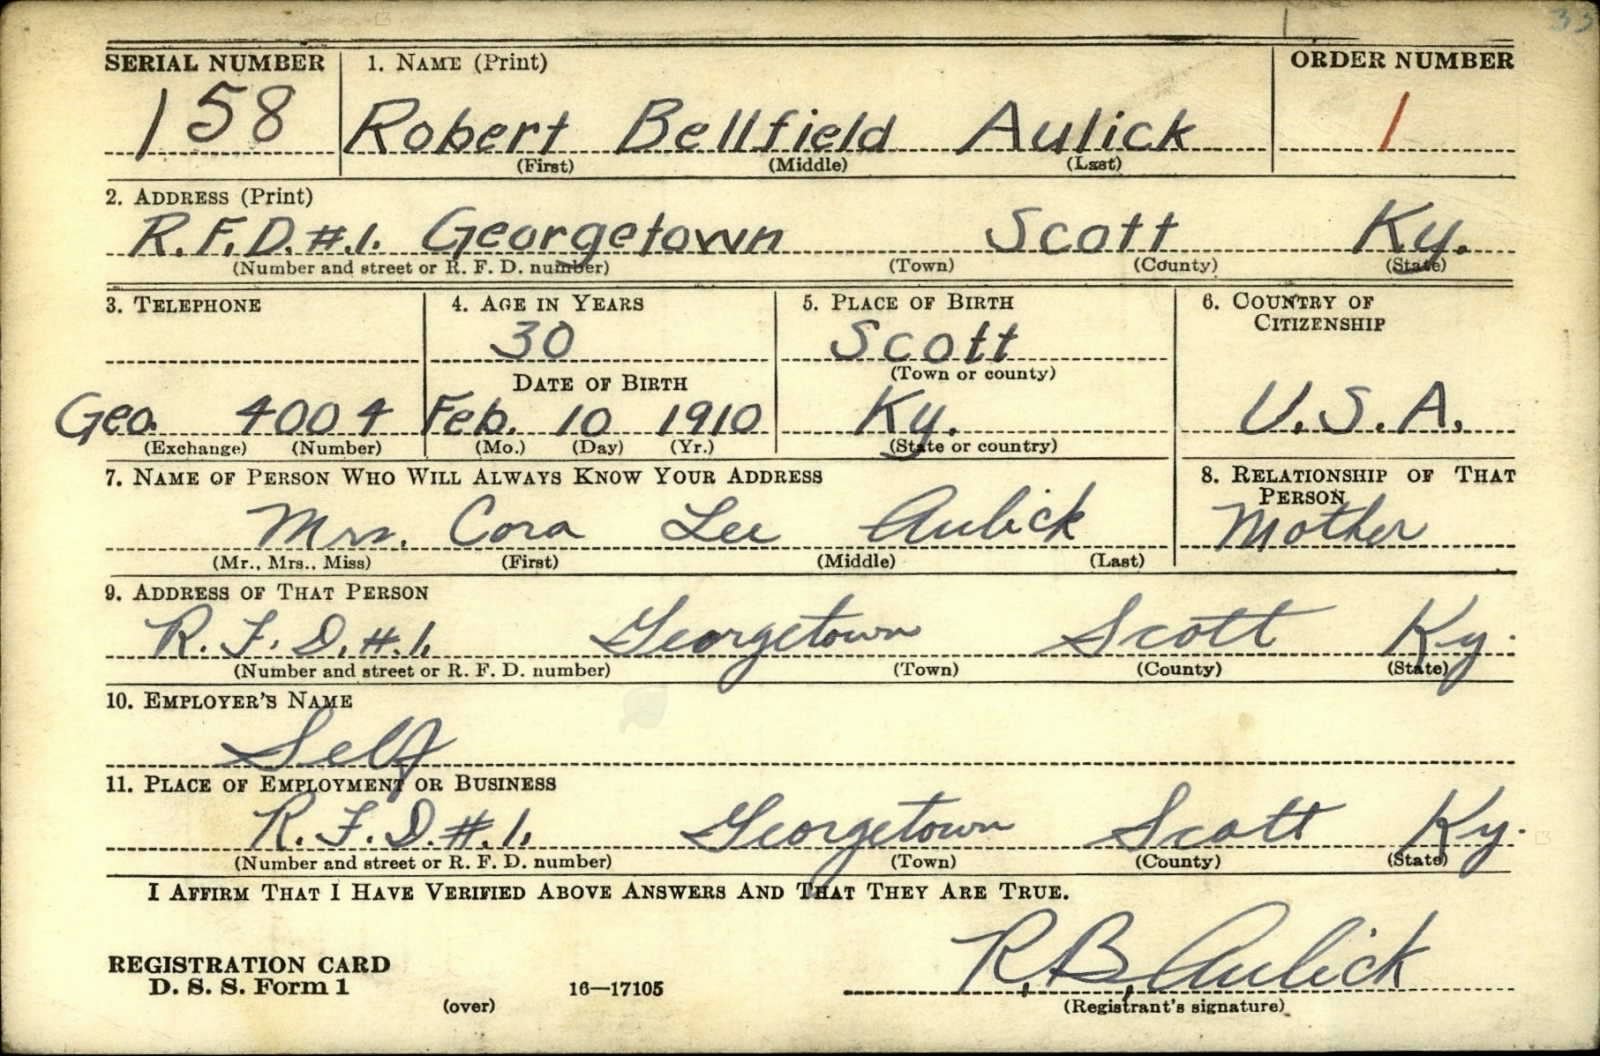 SERIAL NUMBER 1. NAME (Print) ORDER NUMBER
158 Robert Bellfield Aulick 1
(First) (Middle) (Last)
2. ADDRESS (Print)
R.F.D.#.1. Georgetown Scott Ky.
(Number and street or R. F. D. number) (Town) (County) (State)
3. TELEPHONE 4. AGE IN YEARS 5. PLACE OF BIRTH 6. COUNTRY OF
CITIZENSHIP
30 Scott
(Town or county)
DATE OF BIRTH
Geo. 4004 Feb. 10 1910 Ky. U.S.A.
(Exchange) (Number) (Mo.) (Day) (Yr.) (State or country)
7. NAME OF PERSON WHO WILL ALWAYS KNOW YOUR ADDRESS 8. RELATIONSHIP OF THAT
PERSON
Mrs. Cora Lee Aulick Mother
(Mr., Mrs., Miss) (First) (Middle) (Last)
9. ADDRESS OF THAT PERSON
R.F.D.#.1. Georgetown Scott Ky.
(Number and street or R. F. D. number) (Town) (County) (State)
10. EMPLOYER'S NAME
Self
11. PLACE OF EMPLOYMENT OR BUSINESS
R.F.D.#.1. Georgetown Scott Ky.
(Number and street or R. F. D. number) (Town) (County) (State)
I AFFIRM THAT I HAVE VERIFIED ABOVE ANSWERS AND THAT THEY ARE TRUE.
R.B. Aulick
REGISTRATION CARD
D. S. S. Form 1 (over) 16—17105 (Registrant's signature)